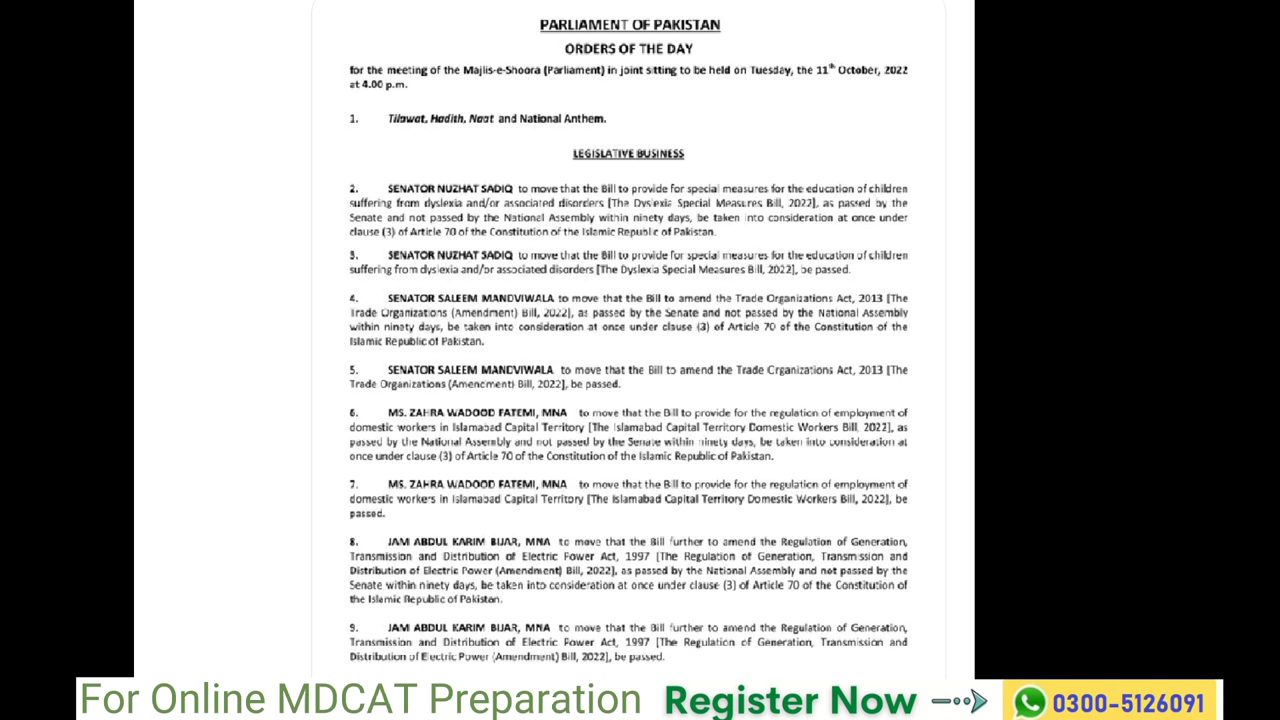 PARLIAMENT OF PAKISTAN
ORDERS OF THE DAY
for the meeting of the Majlis-e-Shoora (Parliament) in joint sitting to be held on Tuesday, the 11th October, 2022
at 4.00 p.m.
1. Tilawat, Hadith, Naat and National Anthem.
LEGISLATIVE BUSINESS
2. SENATOR NUZHAT SADIQ to move that the Bill to provide for special measures for the education of children
suffering from dyslexia and/or associated disorders [The Dyslexia Special Measures Bill, 2022], as passed by the
Senate and not passed by the National Assembly within ninety days, be taken into consideration at once under
clause (3) of Article 70 of the Constitution of the Islamic Republic of Pakistan.
3. SENATOR NUZHAT SADIQ to move that the Bill to provide for special measures for the education of children
suffering from dyslexia and/or associated disorders [The Dyslexia Special Measures Bill, 2022], be passed.
4. SENATOR SALEEM MANDVIWALA to move that the Bill to amend the Trade Organizations Act, 2013 [The
Trade Organizations (Amendment) Bill, 2022], as passed by the Senate and not passed by the National Assembly
within ninety days, be taken into consideration at once under clause (3) of Article 70 of the Constitution of the
Islamic Republic of Pakistan.
5. SENATOR SALEEM MANDVIWALA to move that the Bill to amend the Trade Organizations Act, 2013 [The
Trade Organizations (Amendment) Bill, 2022], be passed.
6. MS. ZAHRA WADOOD FATEMI, MNA to move that the Bill to provide for the regulation of employment of
domestic workers in Islamabad Capital Territory [The Islamabad Capital Territory Domestic Workers Bill, 2022], as
passed by the National Assembly and not passed by the Senate within ninety days, be taken into consideration at
once under clause (3) of Article 70 of the Constitution of the Islamic Republic of Pakistan.
7. MS. ZAHRA WADOOD FATEMI, MNA to move that the Bill to provide for the regulation of employment of
domestic workers in Islamabad Capital Territory [The Islamabad Capital Territory Domestic Workers Bill, 2022], be
passed.
8. JAM ABDUL KARIM BIJAR, MNA to move that the Bill further to amend the Regulation of Generation,
Transmission and Distribution of Electric Power Act, 1997 [The Regulation of Generation, Transmission and
Distribution of Electric Power (Amendment) Bill, 2022], as passed by the National Assembly and not passed by the
Senate within ninety days, be taken into consideration at once under clause (3) of Article 70 of the Constitution of
the Islamic Republic of Pakistan.
9. JAM ABDUL KARIM BIJAR, MNA to move that the Bill further to amend the Regulation of Generation,
Transmission and Distribution of Electric Power Act, 1997 [The Regulation of Generation, Transmission and
Distribution of Electric Power (Amendment) Bill, 2022], be passed.
For Online MDCAT Preparation Register Now 0300-5126091